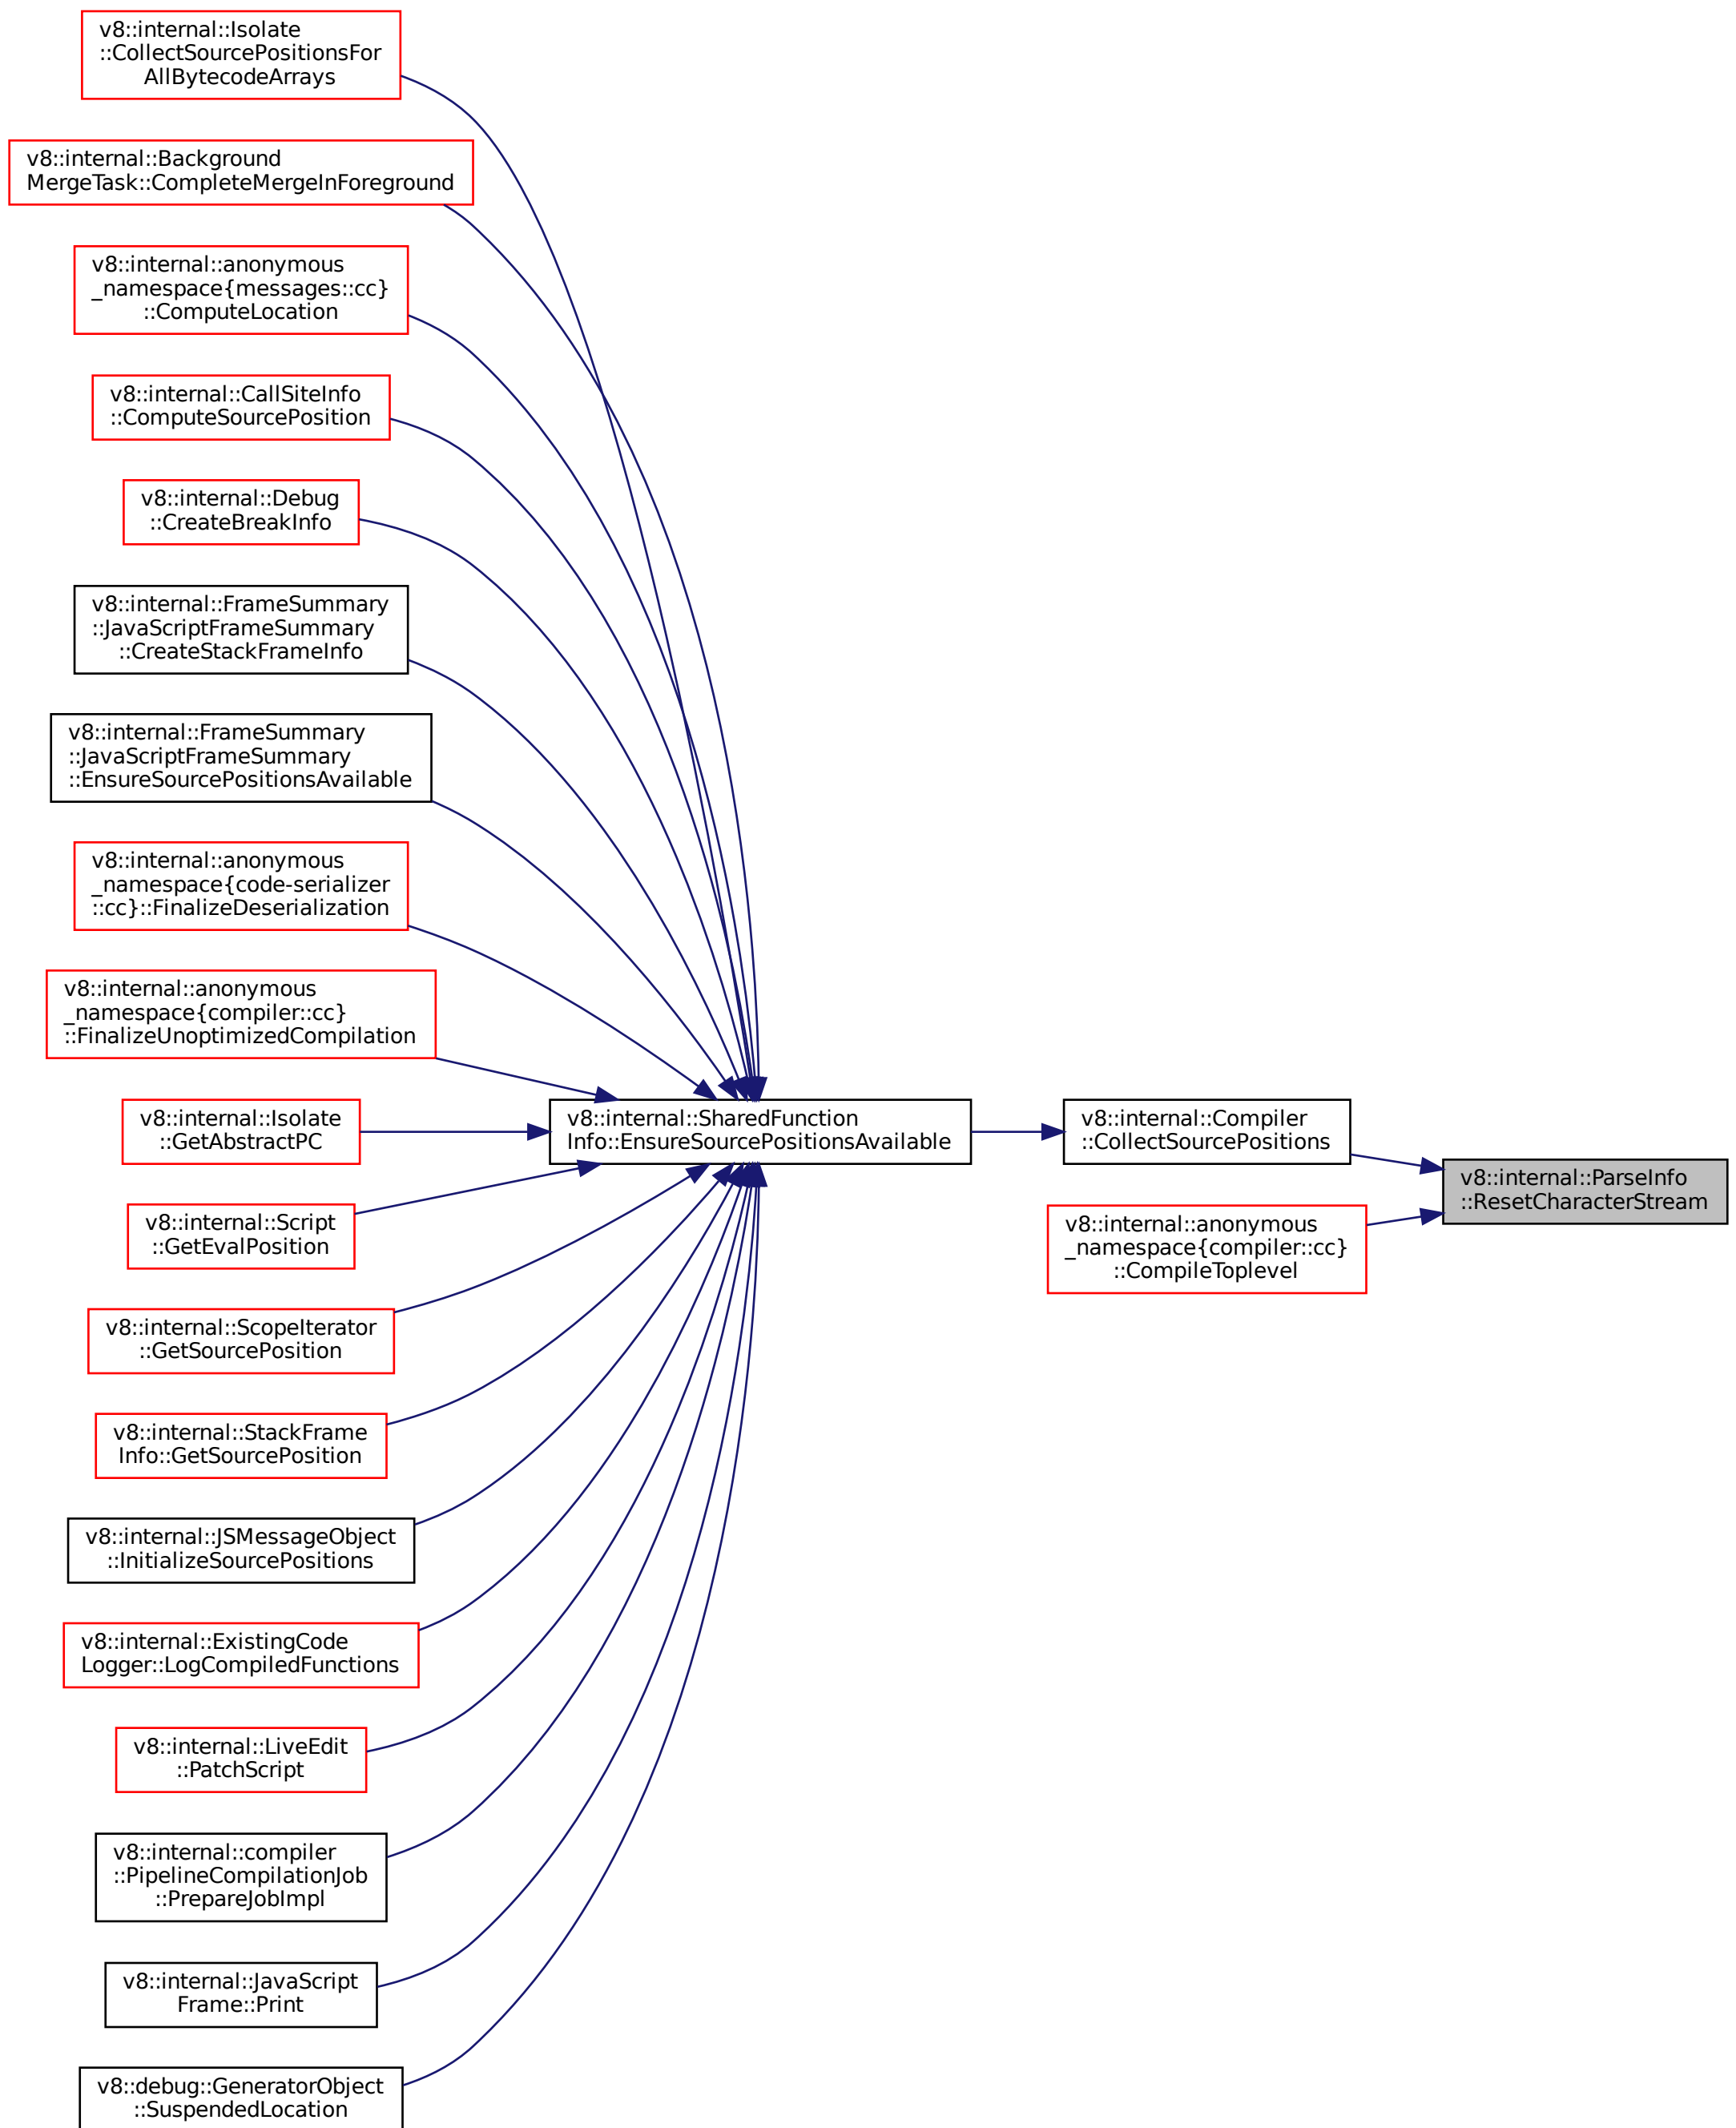 v8::internal::Isolate
::CollectSourcePositionsFor
AllBytecodeArrays
v8::internal::Background
MergeTask::CompleteMergeInForeground
v8::internal::anonymous
_namespace{messages::cc}
::ComputeLocation
v8::internal::CallSiteInfo
::ComputeSourcePosition
v8::internal::Debug
::CreateBreakInfo
v8::internal::FrameSummary
::JavaScriptFrameSummary
::CreateStackFrameInfo
v8::internal::FrameSummary
::JavaScriptFrameSummary
::EnsureSourcePositionsAvailable
v8::internal::anonymous
_namespace{code-serializer
::cc}::FinalizeDeserialization
v8::internal::anonymous
_namespace{compiler::cc}
::FinalizeUnoptimizedCompilation
v8::internal::Isolate
::GetAbstractPC
v8::internal::Script
::GetEvalPosition
v8::internal::ScopeIterator
::GetSourcePosition
v8::internal::StackFrame
Info::GetSourcePosition
v8::internal::JSMessageObject
::InitializeSourcePositions
v8::internal::ExistingCode
Logger::LogCompiledFunctions
v8::internal::LiveEdit
::PatchScript
v8::internal::compiler
::PipelineCompilationJob
::PrepareJobImpl
v8::internal::JavaScript
Frame::Print
v8::debug::GeneratorObject
::SuspendedLocation
v8::internal::SharedFunction
Info::EnsureSourcePositionsAvailable
v8::internal::Compiler
::CollectSourcePositions
v8::internal::anonymous
_namespace{compiler::cc}
::CompileToplevel
v8::internal::ParseInfo
::ResetCharacterStream